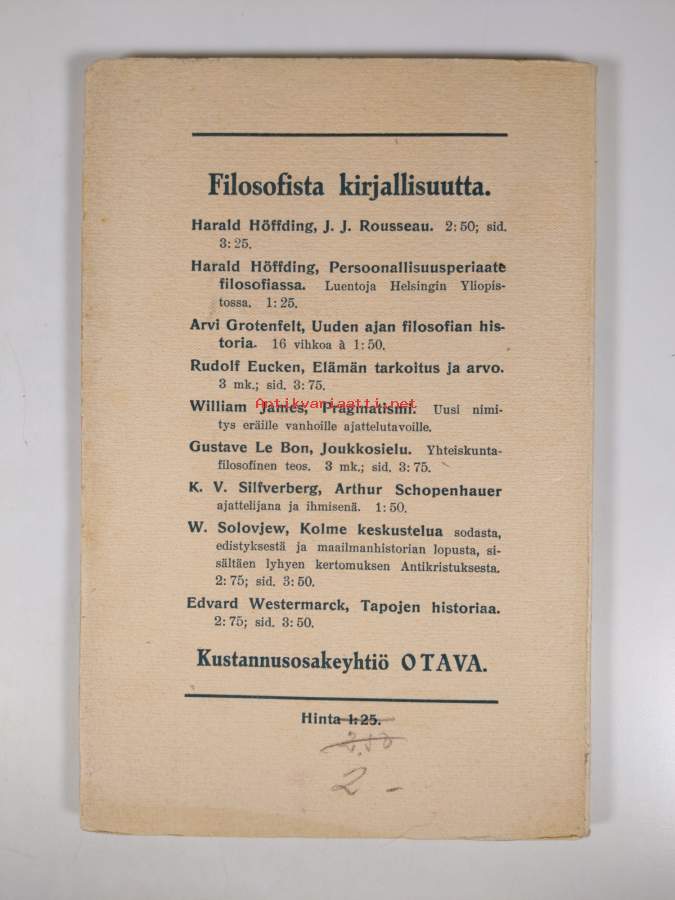 Filosofista kirjallisuutta.
Harald Höffding, J. J. Rousseau. 2:50; sid.
3:25.
Harald Höffding, Persoonallisuusperiaate
filosofiassa. Luentoja Helsingin Yliopis-
tossa. 1:25.
Arvi Grotenfelt, Uuden ajan filosofian his-
toria. 16 vihkoa à 1:50.
Rudolf Eucken, Elämän tarkoitus ja arvo.
3 mk.; sid. 3:75.
Antikvariaatti.net
William James, Pragmatismi. Uusi nimi-
tys eräille vanhoille ajattelutavoille.
Gustave Le Bon, Joukkosielu. Yhteiskunta-
filosofinen teos. 3 mk.; sid. 3:75.
K. V. Silfverberg, Arthur Schopenhauer
ajattelijana ja ihmisenä. 1:50.
W. Solovjew, Kolme keskustelua sodasta,
edistyksestä ja maailmanhistorian lopusta, si-
sältäen lyhyen kertomuksen Antikristuksesta.
2:75; sid. 3:50.
Edvard Westermarck, Tapojen historiaa.
2:75; sid. 3:50.
Kustannusosakeyhtiö OTAVA.
Hinta 1:25.
2,50
2 -